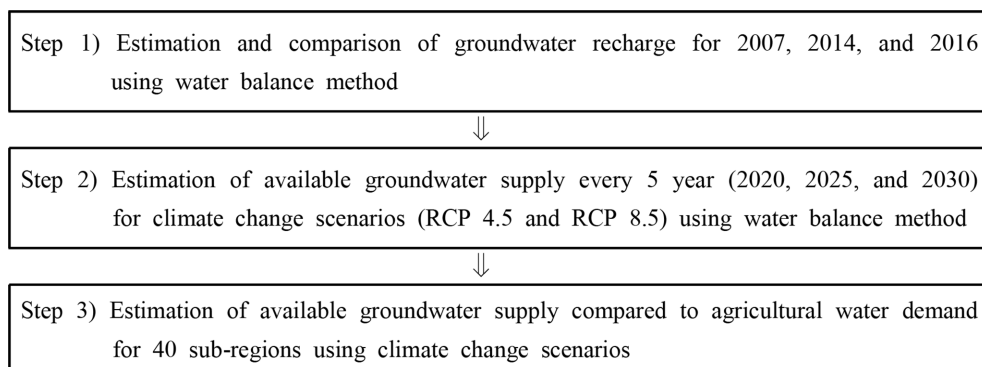 Step 1) Estimation and comparison of groundwater recharge for 2007, 2014, and 2016
using water balance method
⇓
Step 2) Estimation of available groundwater supply every 5 year (2020, 2025, and 2030)
for climate change scenarios (RCP 4.5 and RCP 8.5) using water balance method
⇓
Step 3) Estimation of available groundwater supply compared to agricultural water demand
for 40 sub-regions using climate change scenarios